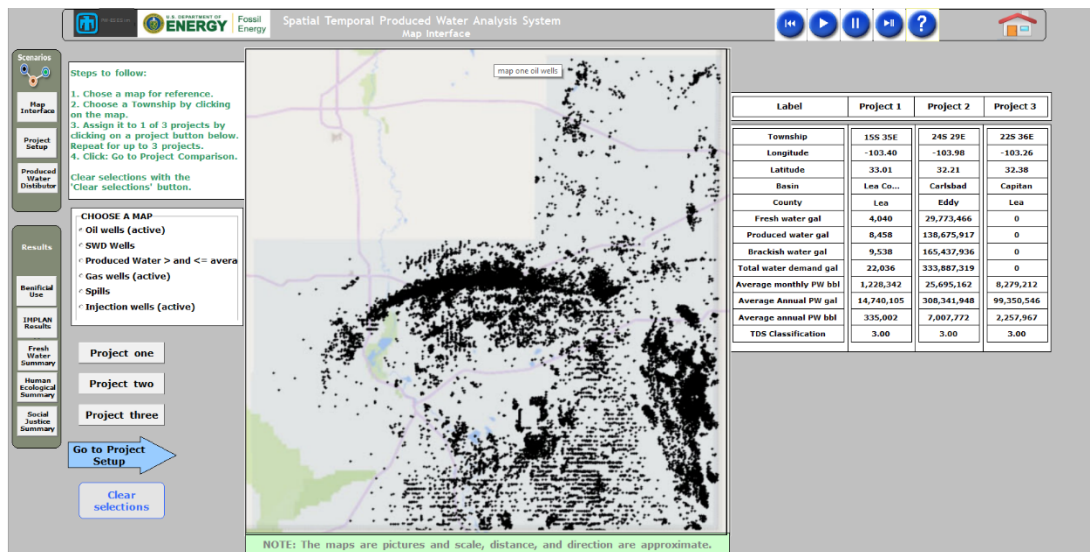 U.S. DEPARTMENT OF
ENERGY
Fossil
Energy
Spatial Temporal Produced Water Analysis System
Map Interface
?
Scenarios
Map
Interface
Project
Setup
Produced
Water
Distibutor
Results
Benificial
Use
IMPLAN
Results
Fresh
Water
Summary
Human
Ecological
Summary
Social
Justice
Summary
Steps to follow:
1. Chose a map for reference.
2. Choose a Township by clicking
on the map.
3. Assign it to 1 of 3 projects by
clicking on a project button below.
Repeat for up to 3 projects.
4. Click: Go to Project Comparison.
Clear selections with the
'Clear selections' button.
CHOOSE A MAP
Oil wells (active)
SWD Wells
Produced Water > and <= avera
Gas wells (active)
Spills
Injection wells (active)
Project one
Project two
Project three
Go to Project
Setup
Clear
selections
map one oil wells
NOTE: The maps are pictures and scale, distance, and direction are approximate.
Label Project 1 Project 2 Project 3
Township 15S 35E 24S 29E 22S 36E
Longitude -103.40 -103.98 -103.26
Latitude 33.01 32.21 32.38
Basin Lea Co... Carlsbad Capitan
County Lea Eddy Lea
Fresh water gal 4,040 29,773,466 0
Produced water gal 8,458 138,675,917 0
Brackish water gal 9,538 165,437,936 0
Total water demand gal 22,036 333,887,319 0
Average monthly PW bbl 1,228,342 25,695,162 8,279,212
Average Annual PW gal 14,740,105 308,341,948 99,350,546
Average annual PW bbl 335,002 7,007,772 2,257,967
TDS Classification 3.00 3.00 3.00